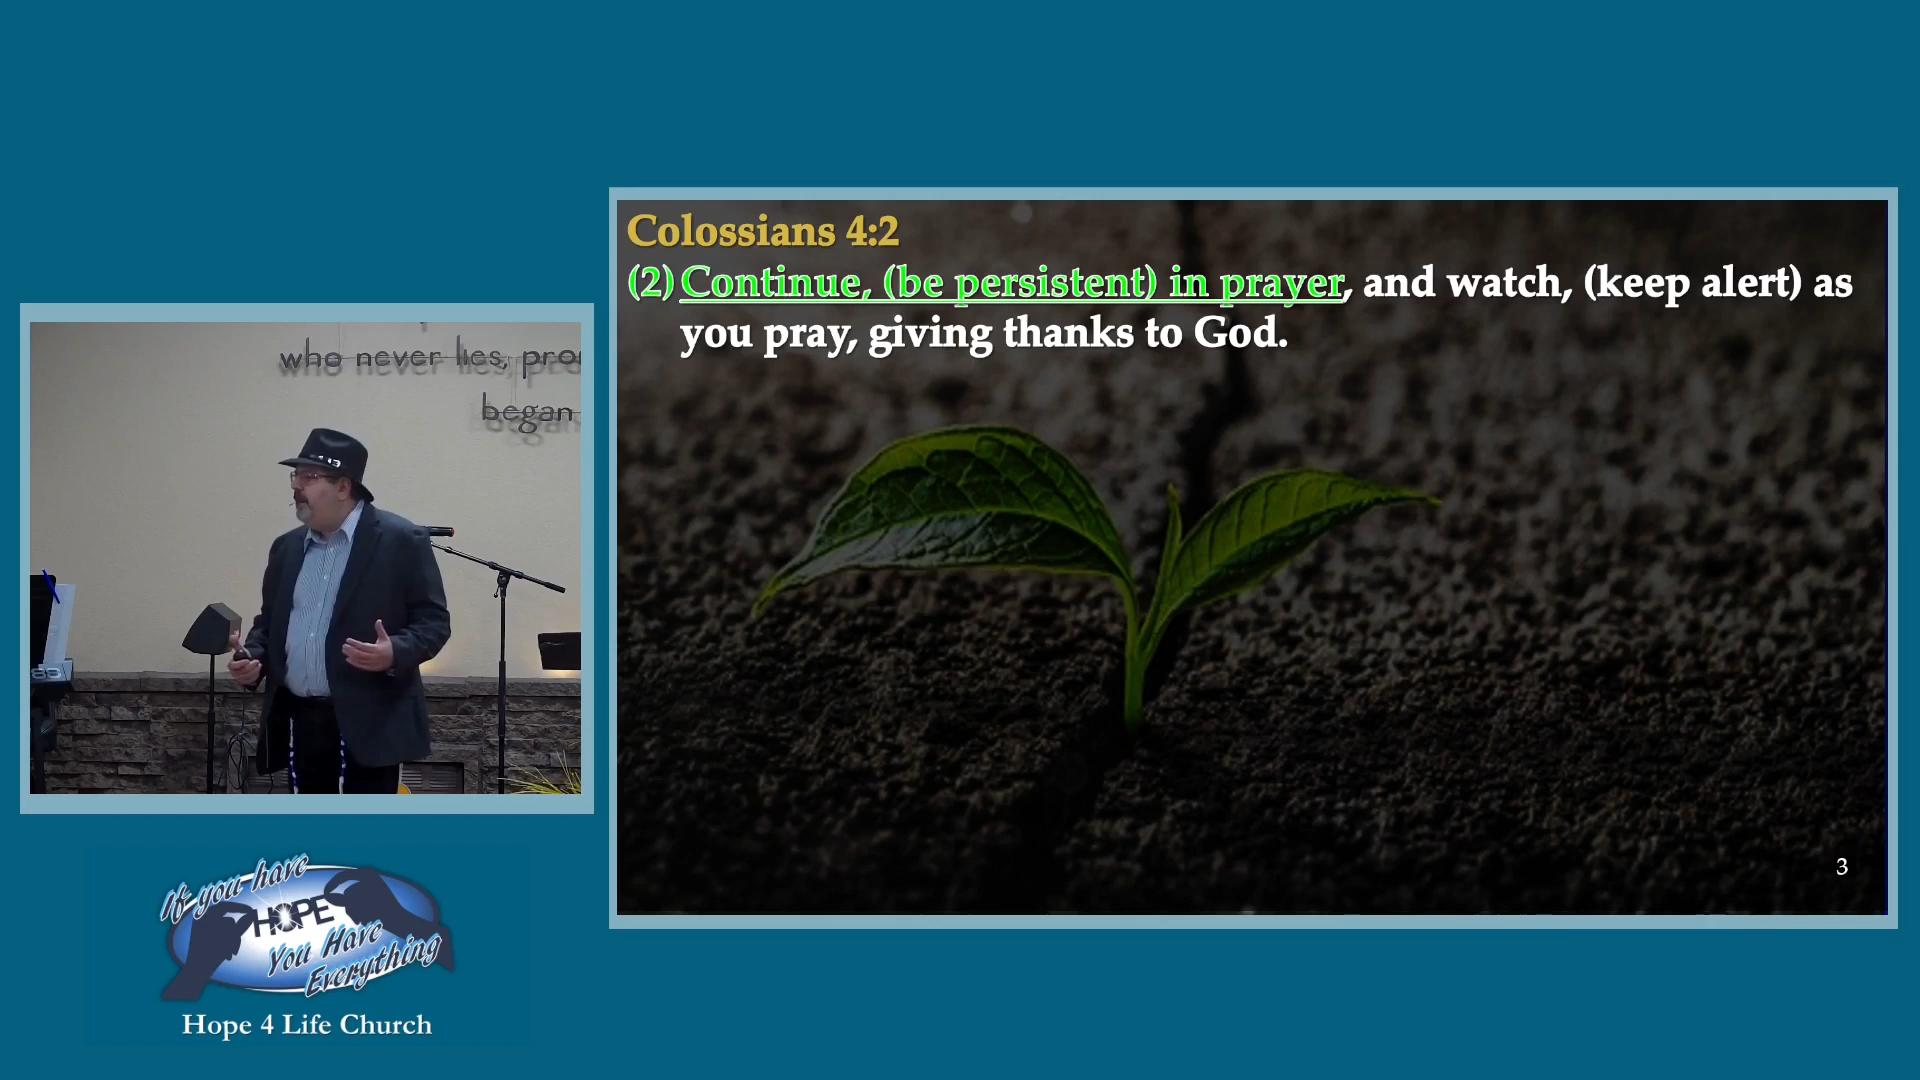 Colossians 4:2
(2) Continue, (be persistent) in prayer, and watch, (keep alert) as
you pray, giving thanks to God.
3
who never lies,
began
88
If you have
HOPE
You Have
Everything
Hope 4 Life Church